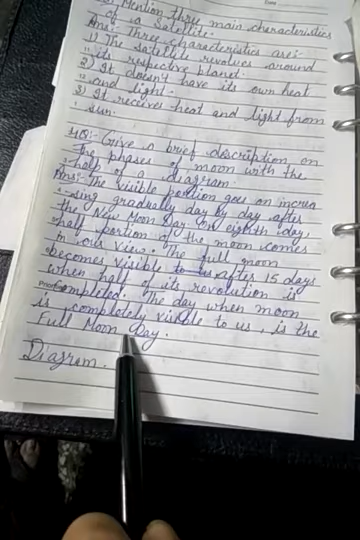 Date
Mention three main characteristics
of a Satellite.
Ans:- Three characteristics are:-
1) The Satellite revolves around
its respective planet.
2) It doesn't have its own heat
and light.
3) It receives heat and light from
sun.
4Q:- Give a brief description on
the phases of moon with the
help of a diagram.
Ans:- The visible portion goes on increa
-sing gradually day by day after
the New Moon Day. On eighth day,
half portion of the moon comes
in our view. The full moon
becomes visible to us after 15 days
when half of its revolution is
completed. The day when moon
is completely visible to us, is the
Full Moon Day.
Diagram.